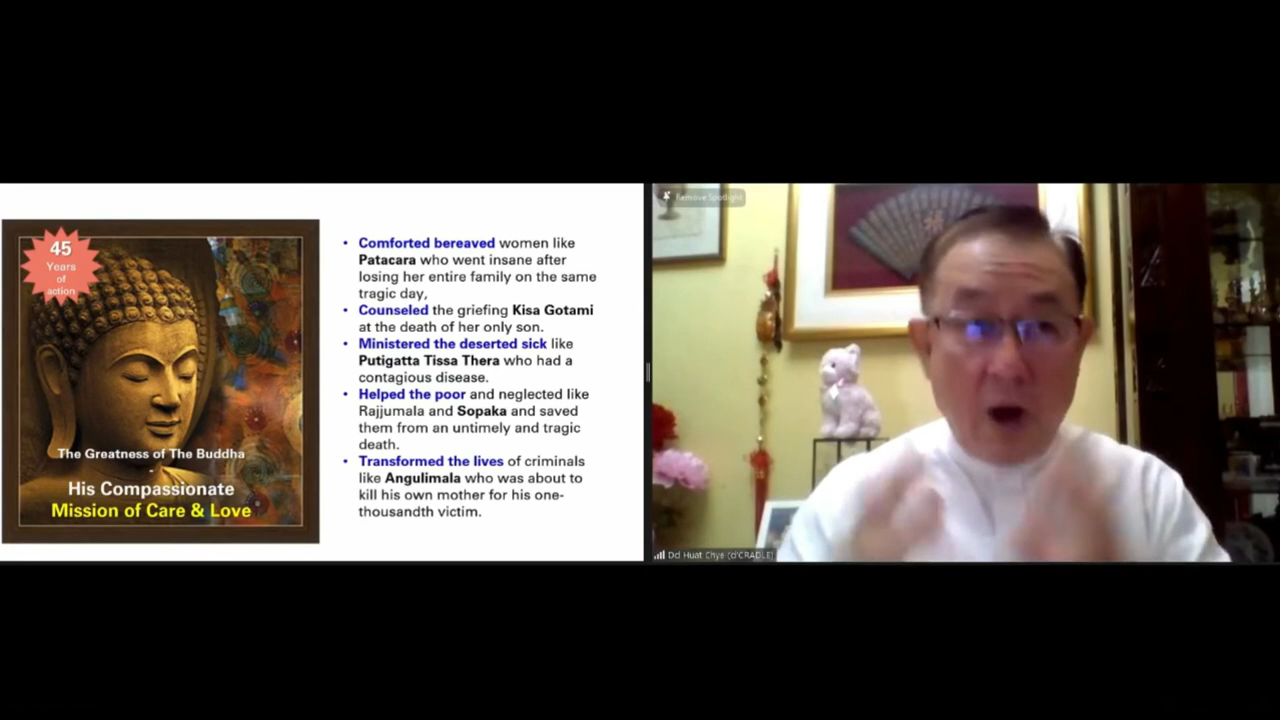 45
Years
of
action
The Greatness of The Buddha
-
His Compassionate
Mission of Care & Love
• Comforted bereaved women like
Patacara who went insane after
losing her entire family on the same
tragic day,
• Counseled the griefing Kisa Gotami
at the death of her only son.
• Ministered the deserted sick like
Putigatta Tissa Thera who had a
contagious disease.
• Helped the poor and neglected like
Rajjumala and Sopaka and saved
them from an untimely and tragic
death.
• Transformed the lives of criminals
like Angulimala who was about to
kill his own mother for his one-
thousandth victim.
Remove Spotlight
Dd Huat Chye (d'CRADLE)